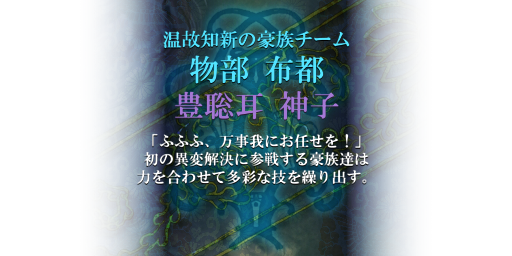 温故知新の豪族チーム
物部 布都
豊聡耳 神子
「ふふふ、万事我にお任せを！」
初の異変解決に参戦する豪族達は
力を合わせて多彩な技を繰り出す。